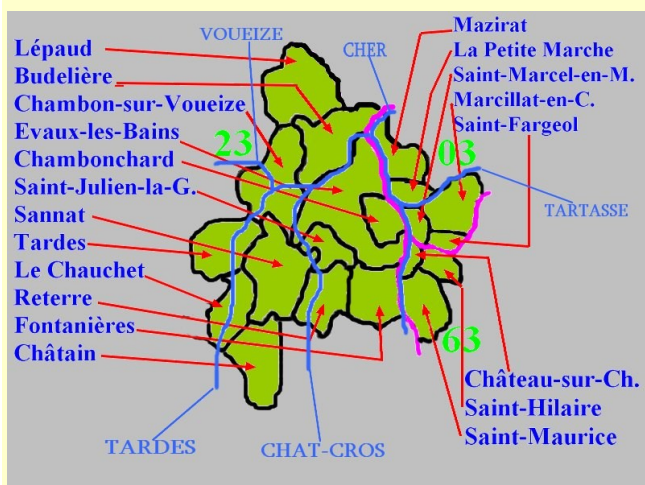 Lépaud
Budelière
Chambon-sur-Voueize
Evaux-les-Bains
Chambonchard
Saint-Julien-la-G.
Sannat
Tardes
Le Chauchet
Reterre
Fontanières
Châtain
VOUEIZE
CHER
23
03
63
Mazirat
La Petite Marche
Saint-Marcel-en-M.
Marcillat-en-C.
Saint-Fargeol
TARTASSE
Château-sur-Ch.
Saint-Hilaire
Saint-Maurice
TARDES
CHAT-CROS